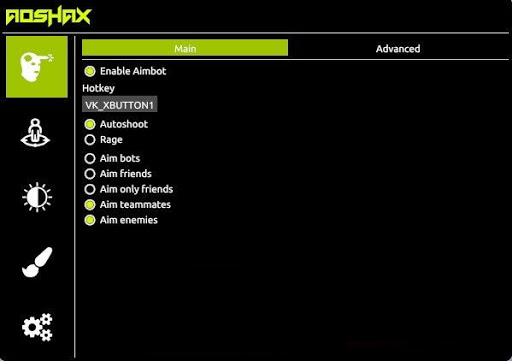 AOSHAX
Main
Advanced
Enable Aimbot
Hotkey
VK_XBUTTON1
Autoshoot
Rage
Aim bots
Aim friends
Aim only friends
Aim teammates
Aim enemies